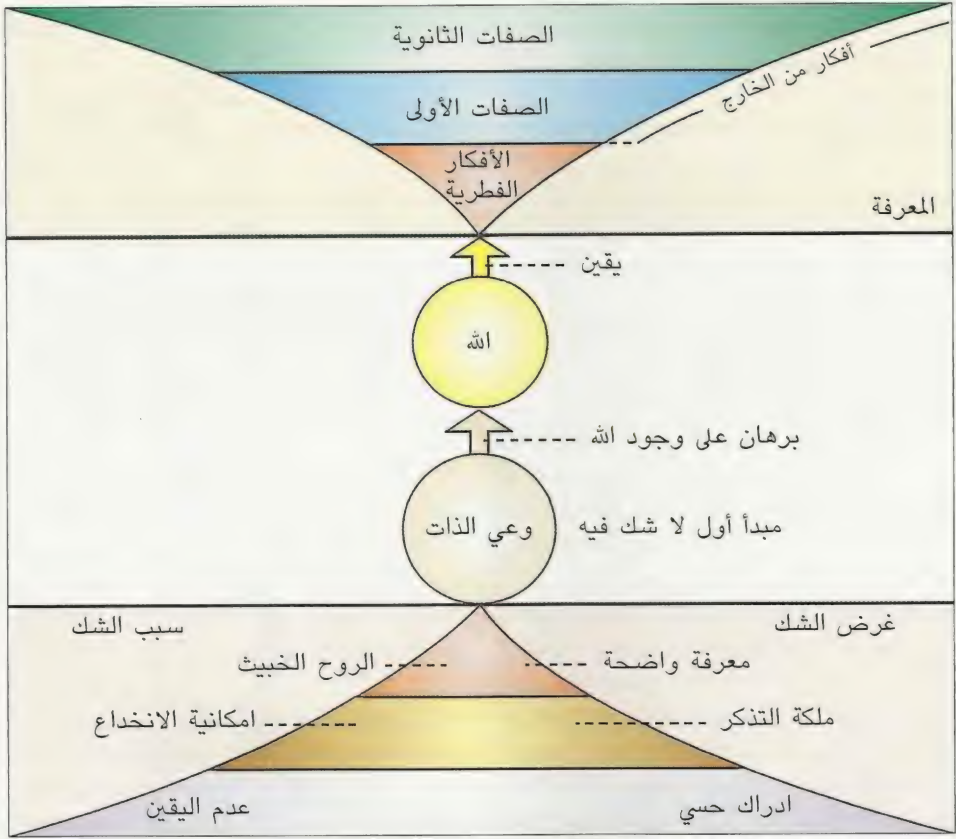 الصفات الثانوية
أفكار من الخارج
الصفات الأولى
الأفكار
الفطرية
المعرفة
يقين
الله
برهان على وجود الله
مبدأ أول لا شك فيه
وعي الذات
غرض الشك
سبب الشك
معرفة واضحة
الروح الخبيث
ملكة التذكر
امكانية الانخداع
ادراك حسي
عدم اليقين